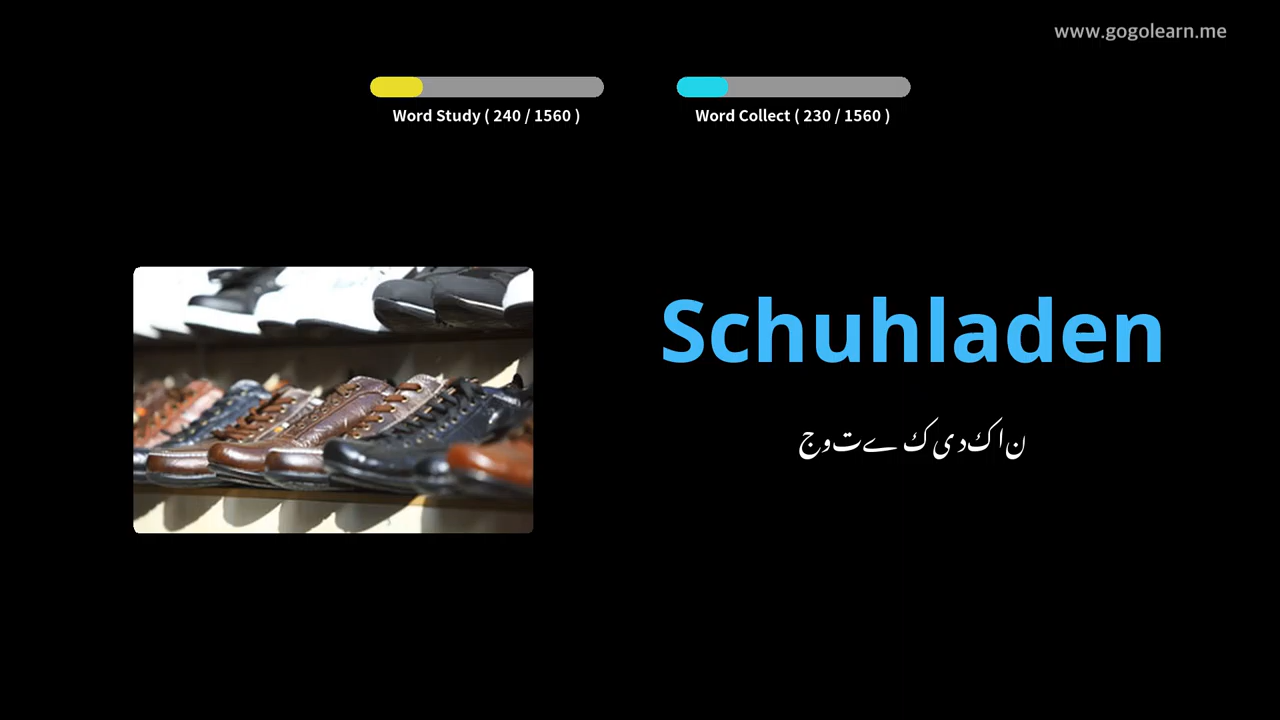 www.gogolearn.me
Word Study ( 240 / 1560 )
Word Collect ( 230 / 1560 )
Schuhladen
جوتے کی دکان